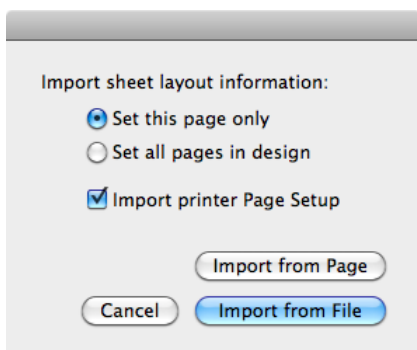 Import sheet layout information:
Set this page only
Set all pages in design
Import printer Page Setup
Import from Page
Cancel
Import from File